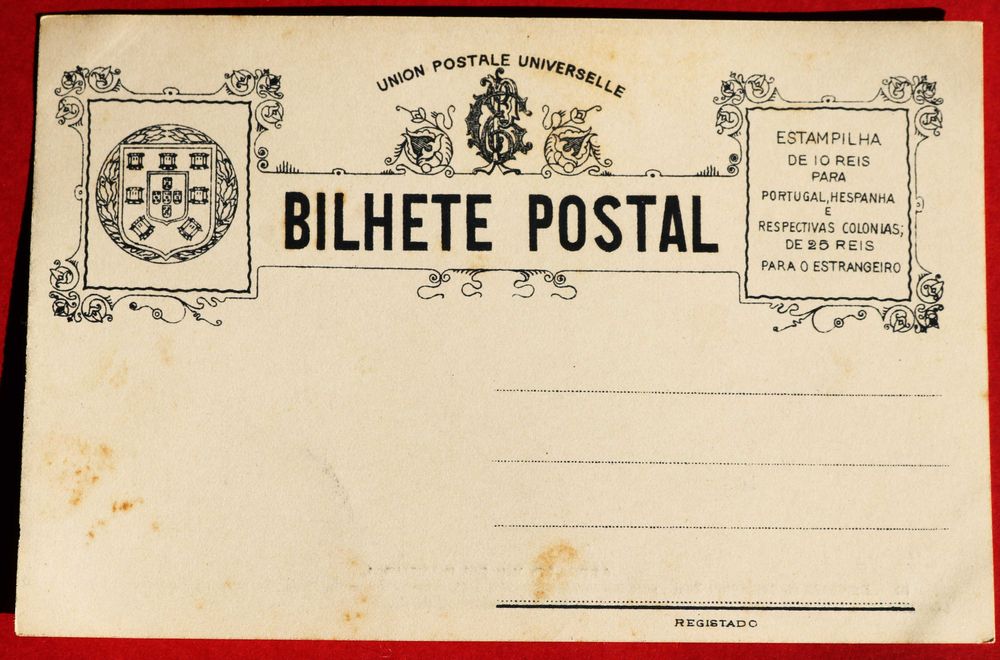 UNION POSTALE UNIVERSELLE
BILHETE POSTAL
ESTAMPILHA
DE 10 REIS
PARA
PORTUGAL, HESPANHA
E
RESPECTIVAS COLONIAS;
DE 25 REIS
PARA O ESTRANGEIRO
REGISTADO